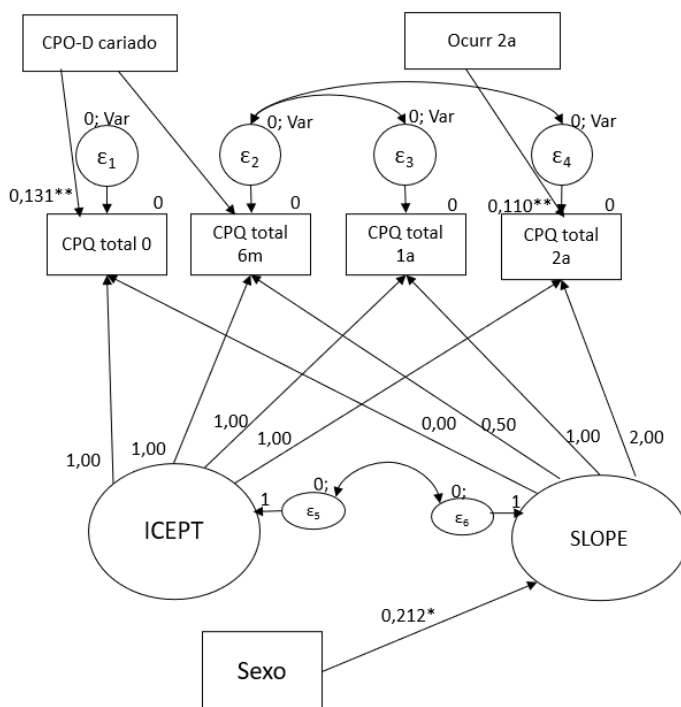 CPO-D cariado
Ocurr 2a
0; Var
0; Var
0; Var
0; Var
ε1
ε2
ε3
ε4
0,131**
0
0
0
0,110**
0
CPQ total 0
CPQ total
6m
CPQ total
1a
CPQ total
2a
1,00
1,00
1,00
1,00
0,00
0,50
1,00
2,00
ICEPT
1
0;
ε5
0;
ε6
1
SLOPE
0,212*
Sexo